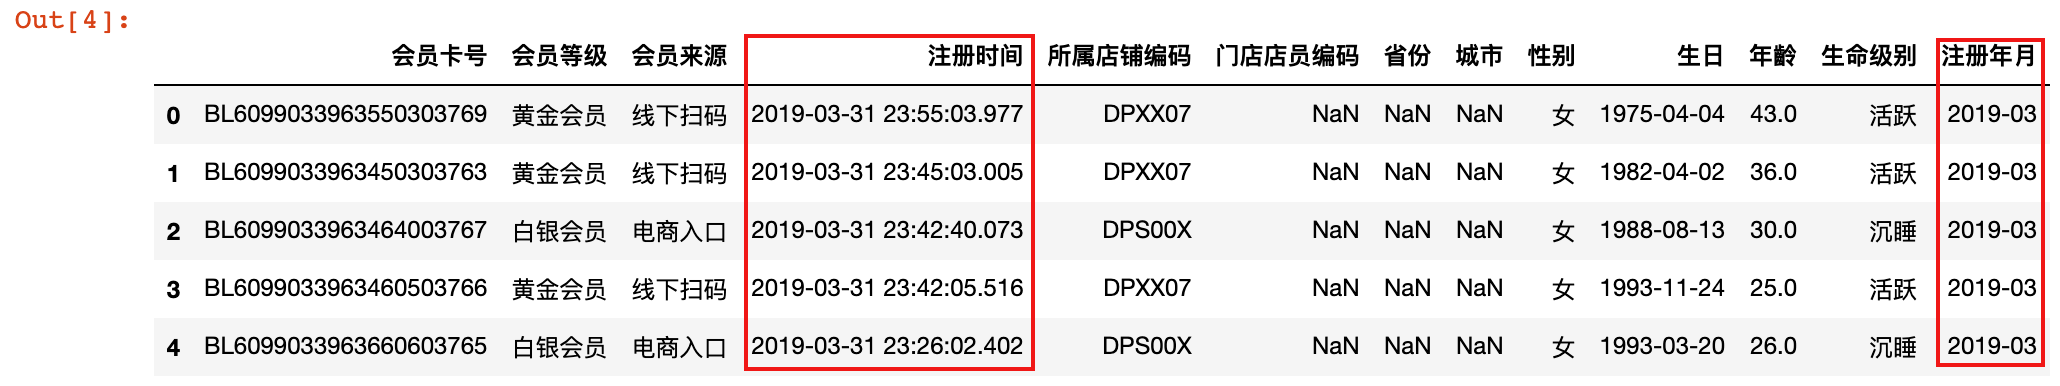 Out[4]:
会员卡号 会员等级 会员来源 注册时间 所属店铺编码 门店店员编码 省份 城市 性别 生日 年齡 生命级别 注册年月
0 BL6099033963550303769 黄金会员 线下扫码 2019-03-31 23:55:03.977 DPXX07 NaN NaN NaN 女 1975-04-04 43.0 活跃 2019-03
1 BL6099033963450303763 黄金会员 线下扫码 2019-03-31 23:45:03.005 DPXX07 NaN NaN NaN 女 1982-04-02 36.0 活跃 2019-03
2 BL6099033963464003767 白银会员 电商入口 2019-03-31 23:42:40.073 DPS00X NaN NaN NaN 女 1988-08-13 30.0 沉睡 2019-03
3 BL6099033963460503766 黄金会员 线下扫码 2019-03-31 23:42:05.516 DPXX07 NaN NaN NaN 女 1993-11-24 25.0 活跃 2019-03
4 BL6099033963660603765 白银会员 电商入口 2019-03-31 23:26:02.402 DPS00X NaN NaN NaN 女 1993-03-20 26.0 沉睡 2019-03